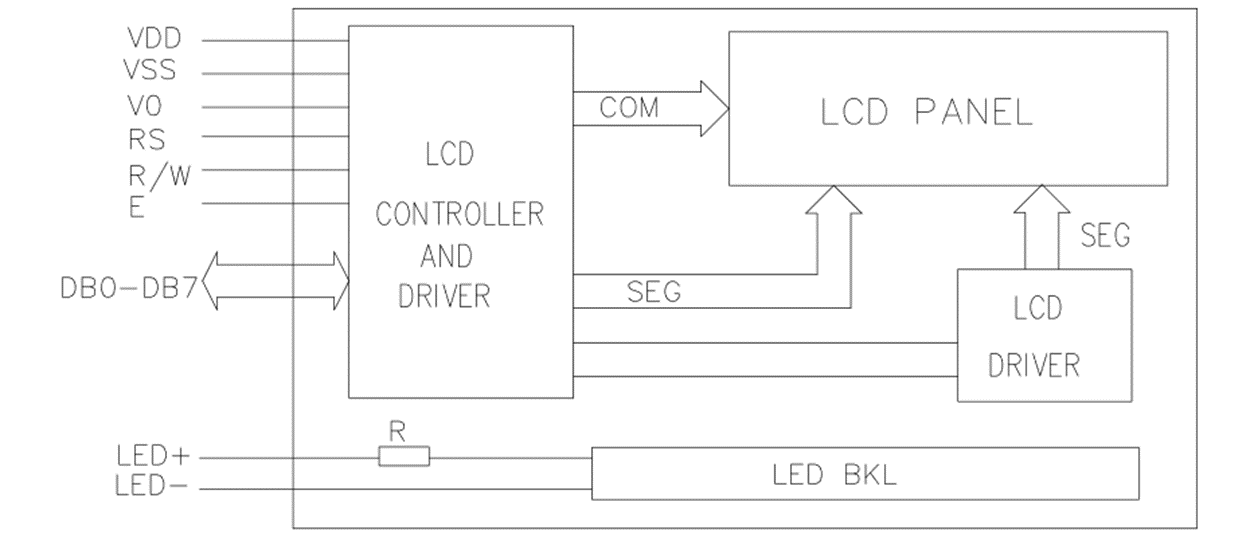 VDD
VSS
V0
RS
R/W
E
DB0-DB7
LCD
CONTROLLER
AND
DRIVER
COM
LCD PANEL
SEG
SEG
LCD
DRIVER
R
LED+
LED-
LED BKL